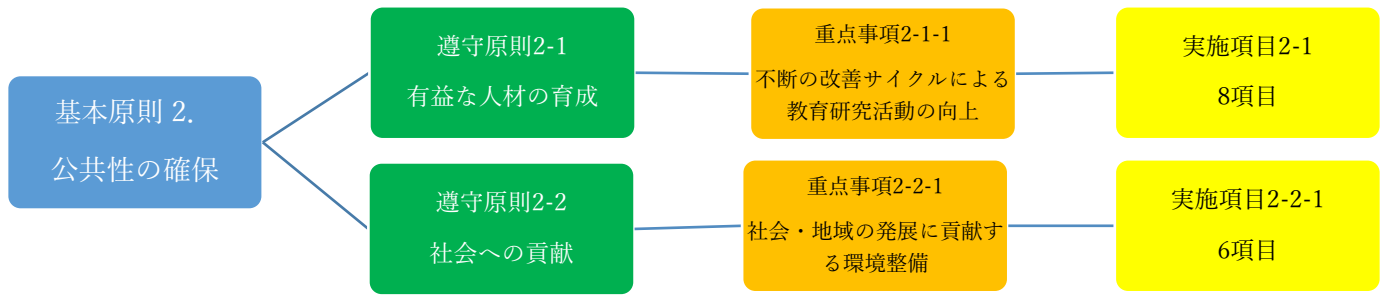 基本原則 2.
公共性の確保
遵守原則2-1
有益な人材の育成
重点事項2-1-1
不断の改善サイクルによる
教育研究活動の向上
実施項目2-1
8項目
遵守原則2-2
社会への貢献
重点事項2-2-1
社会・地域の発展に貢献す
る環境整備
実施項目2-2-1
6項目